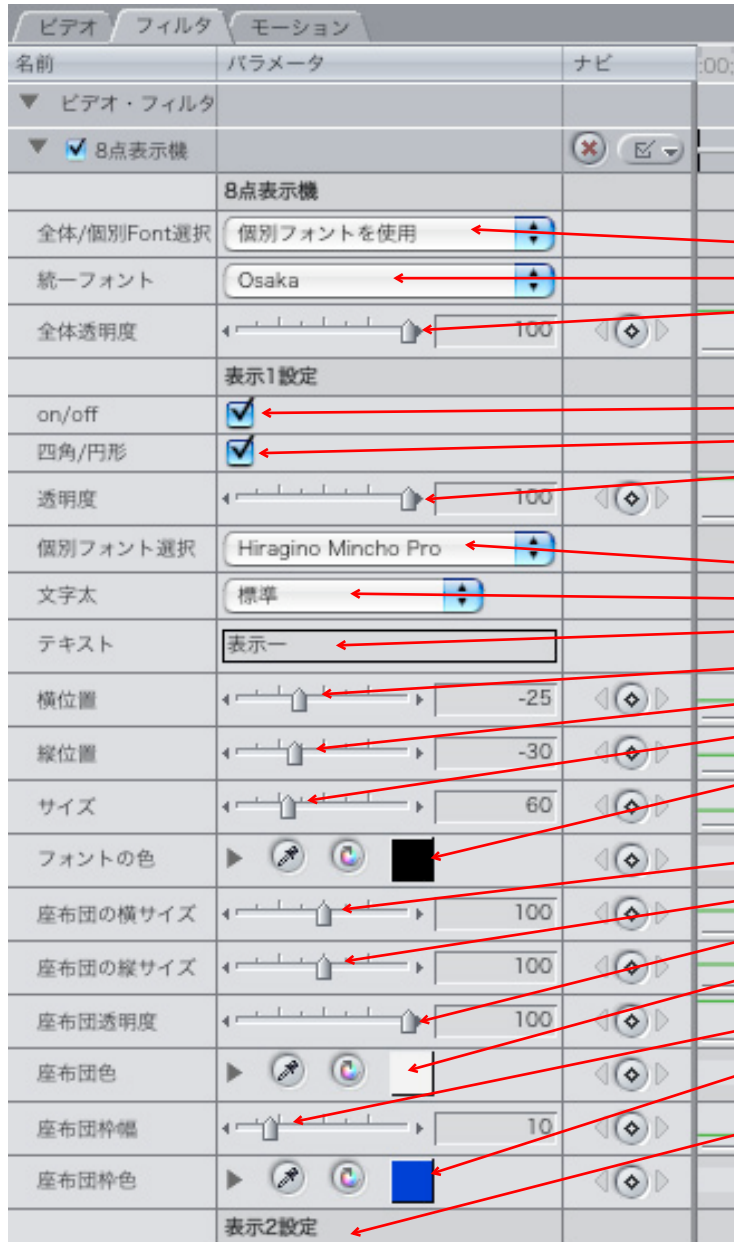 ビデオ フィルタ モーション
名前 パラメータ ナビ :00;
ビデオ・フィルタ
8点表示機
8点表示機
全体/個別Font選択 個別フォントを使用
統一フォント Osaka
全体透明度 100
表示1設定
on/off
四角/円形
透明度 100
個別フォント選択 Hiragino Mincho Pro
文字太 標準
テキスト 表示一
横位置 -25
縦位置 -30
サイズ 60
フォントの色
座布団の横サイズ 100
座布団の縦サイズ 100
座布団透明度 100
座布団色
座布団枠幅 10
座布団枠色
表示2設定